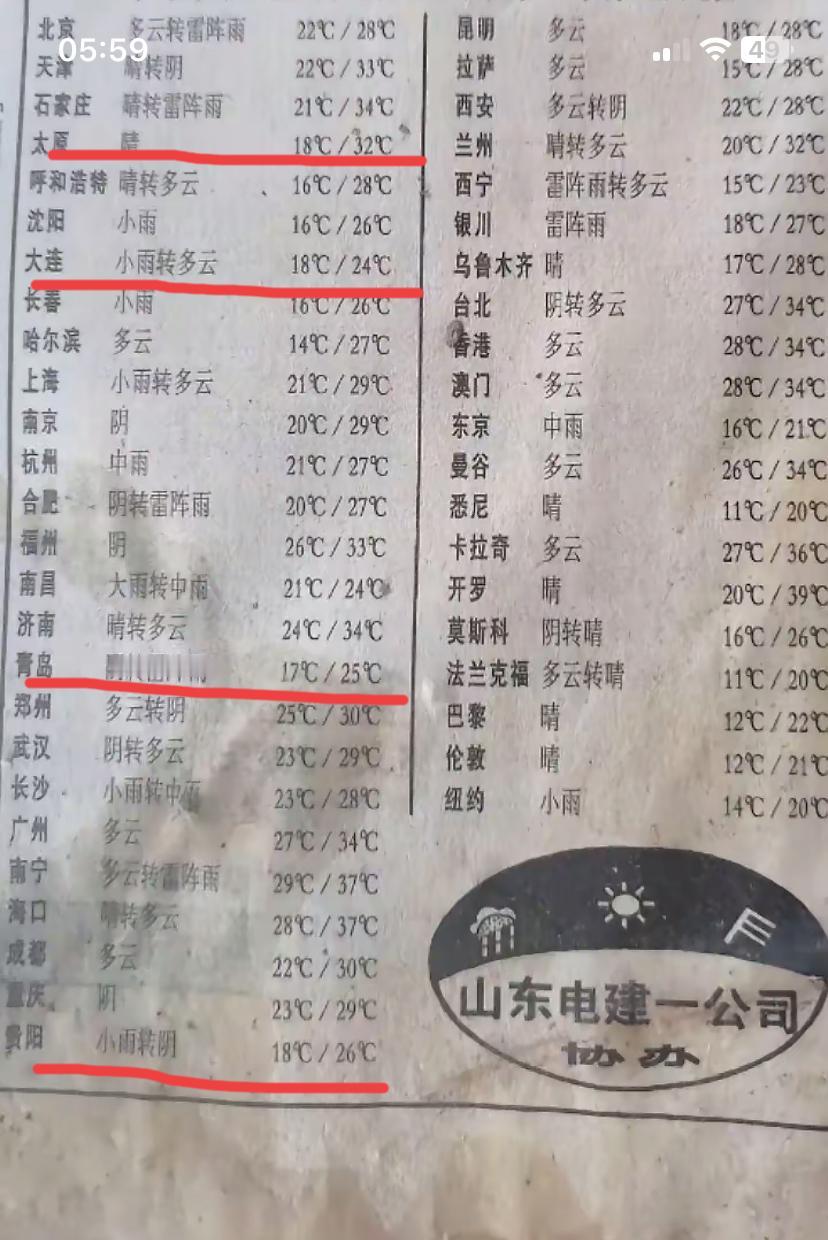 05:59
49
北京 多云转雷阵雨 22℃/28℃
天津 晴转阴 22℃/33℃
石家庄 晴转雷阵雨 21℃/34℃
太原 晴 18℃/32℃
呼和浩特 晴转多云 16℃/28℃
沈阳 小雨 16℃/26℃
大连 小雨转多云 18℃/24℃
长春 小雨 16℃/26℃
哈尔滨 多云 14℃/27℃
上海 小雨转多云 21℃/29℃
南京 阴 20℃/29℃
杭州 中雨 21℃/27℃
合肥 阴转雷阵雨 20℃/27℃
福州 阴 26℃/33℃
南昌 大雨转中雨 21℃/24℃
济南 晴转多云 24℃/34℃
青岛 17℃/25℃
郑州 多云转阴 25℃/30℃
武汉 阴转多云 23℃/29℃
长沙 小雨转中雨 23℃/28℃
广州 多云 27℃/34℃
南宁 多云转雷阵雨 29℃/37℃
海口 晴转多云 28℃/37℃
成都 多云 22℃/30℃
重庆 阴 23℃/29℃
贵阳 小雨转阴 18℃/26℃
昆明 多云 18℃/28℃
拉萨 多云 15℃/28℃
西安 多云转阴 22℃/28℃
兰州 晴转多云 20℃/32℃
西宁 雷阵雨转多云 15℃/23℃
银川 雷阵雨 18℃/27℃
乌鲁木齐 晴 17℃/28℃
台北 阴转多云 27℃/34℃
香港 多云 28℃/34℃
澳门 多云 28℃/34℃
东京 中雨 16℃/21℃
曼谷 多云 26℃/34℃
悉尼 晴 11℃/20℃
卡拉奇 多云 27℃/36℃
开罗 晴 20℃/39℃
莫斯科 阴转晴 16℃/26℃
法兰克福 多云转晴 11℃/20℃
巴黎 晴 12℃/22℃
伦敦 晴 12℃/21℃
纽约 小雨 14℃/20℃
山东电建一公司
协办